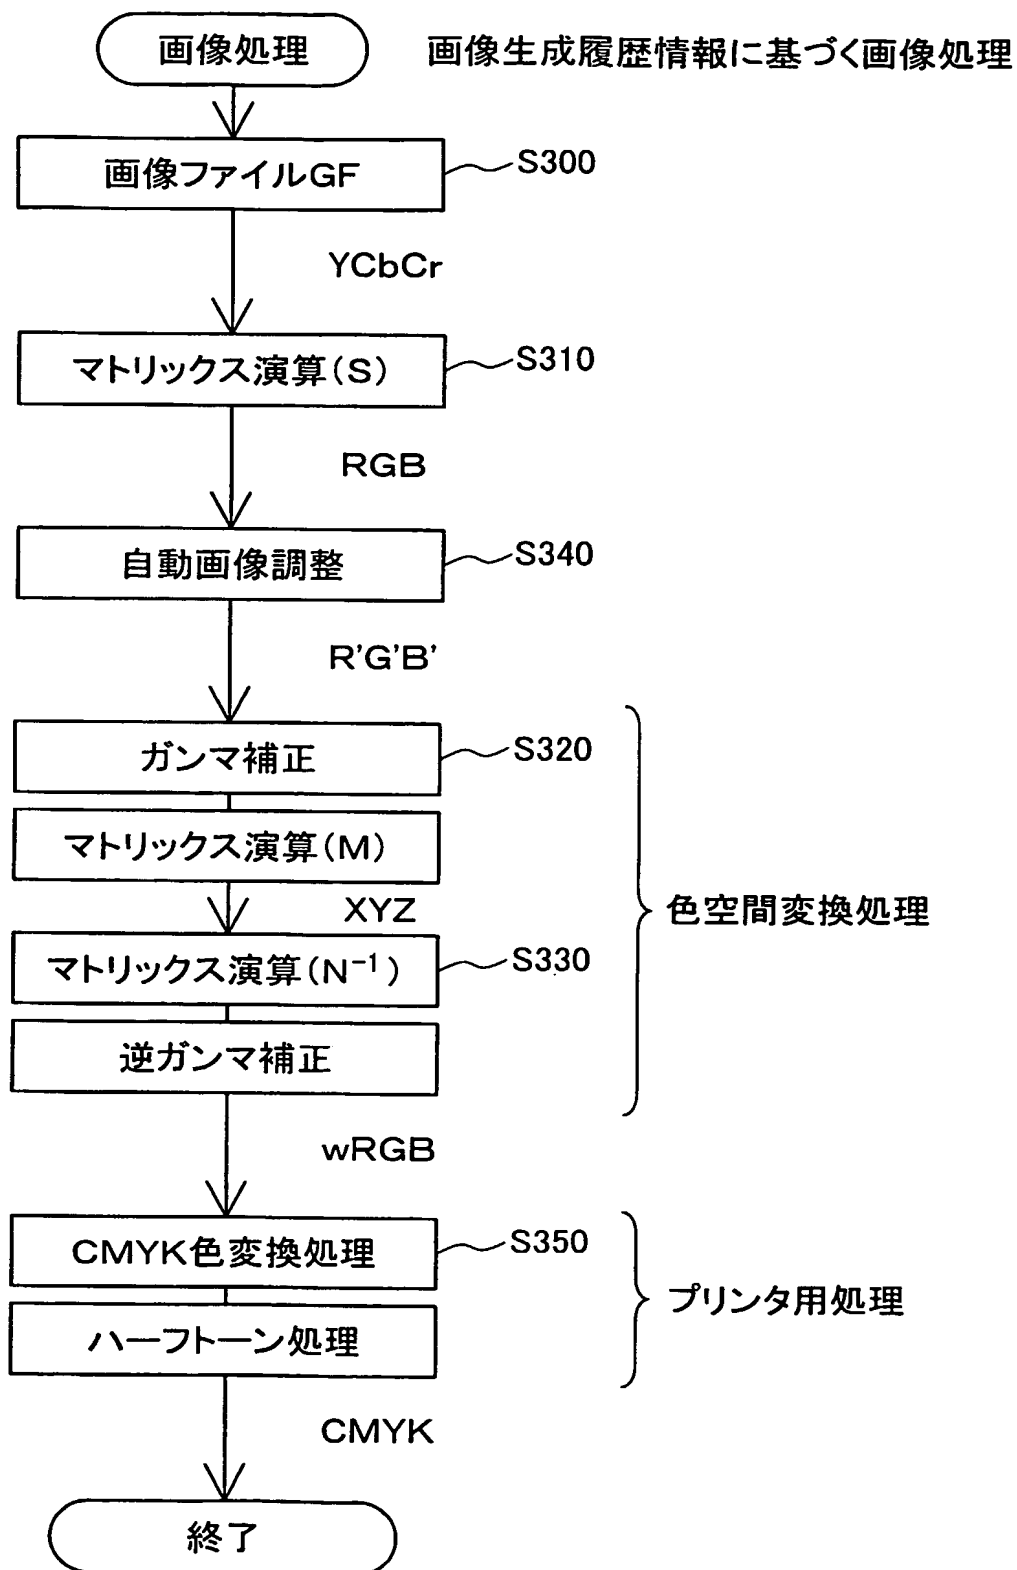 画像処理
画像生成履歴情報に基づく画像処理
画像ファイルGF
S300
YCbCr
マトリックス演算(S)
S310
RGB
自動画像調整
S340
R'G'B'
ガンマ補正
S320
マトリックス演算(M)
XYZ
マトリックス演算(N⁻¹)
S330
逆ガンマ補正
色空間変換処理
wRGB
CMYK色変換処理
S350
ハーフトーン処理
プリンタ用処理
CMYK
終了